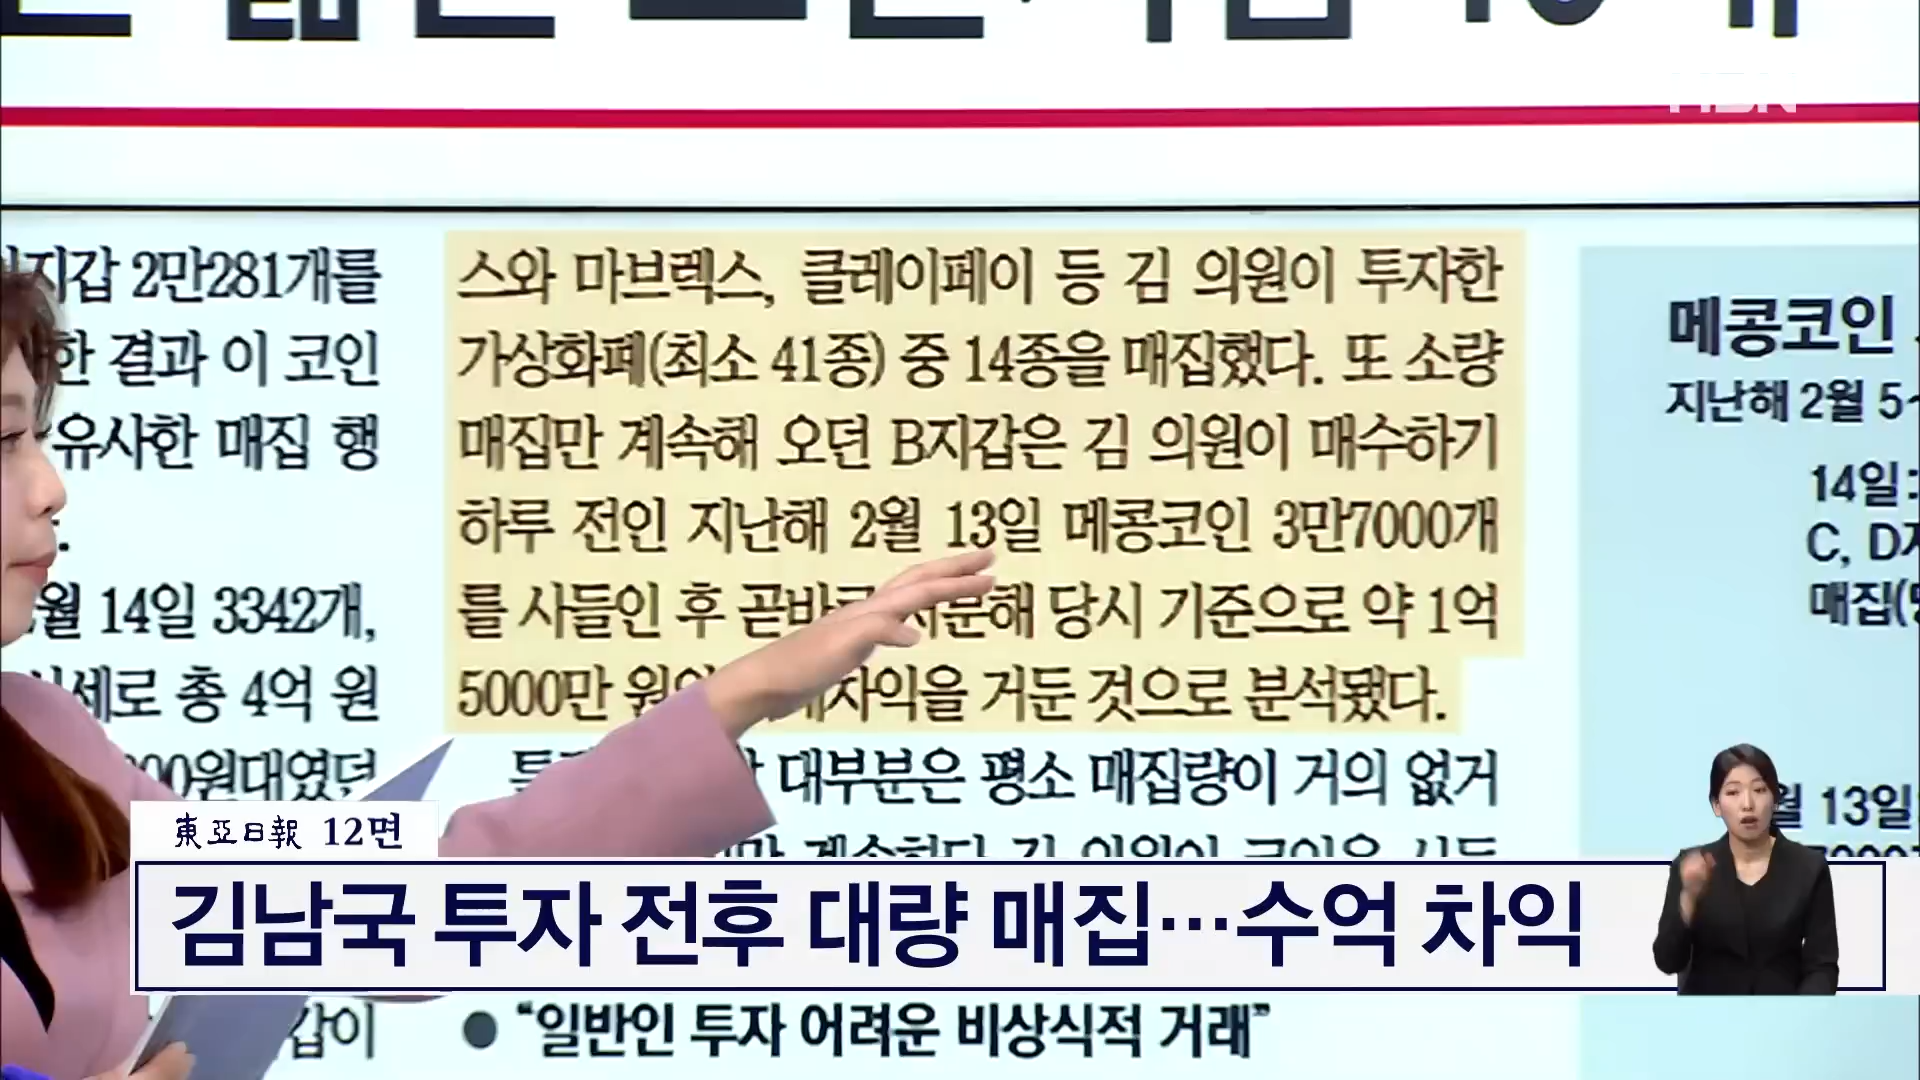 MBN
지갑 2만281개를
한 결과 이 코인
유사한 매집 행
월 14일 3342개,
세로 총 4억 원
00원대였던
스와 마브렉스, 클레이페이 등 김 의원이 투자한
가상화폐(최소 41종) 중 14종을 매집했다. 또 소량
매집만 계속해 오던 B지갑은 김 의원이 매수하기
하루 전인 지난해 2월 13일 메콩코인 3만7000개
를 사들인 후 당시 기준으로 약 1억
5000만 거둔 것으로 분석됐다.
대부분은 평소 매집량이 거의 없거
“일반인 투자 어려운 비상식적 거래”
메콩코인
지난해 2월 5~
14일
C, D
매집(
월 13일
東亞日報 12면
김남국 투자 전후 대량 매집…수억 차익